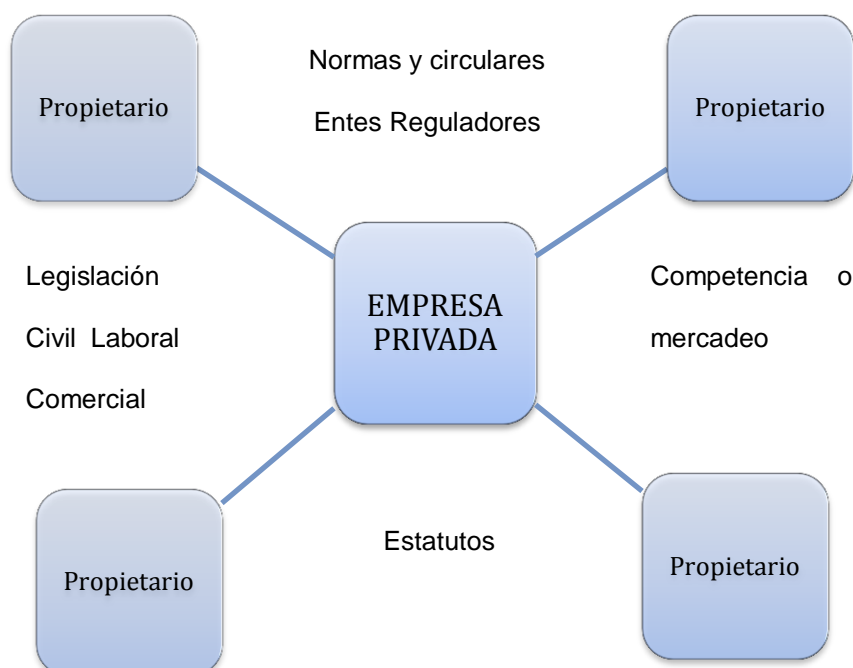 Propietario
Normas y circulares
Entes Reguladores
Propietario
Legislación
Civil Laboral
Comercial
EMPRESA
PRIVADA
Competencia o
mercadeo
Propietario
Estatutos
Propietario